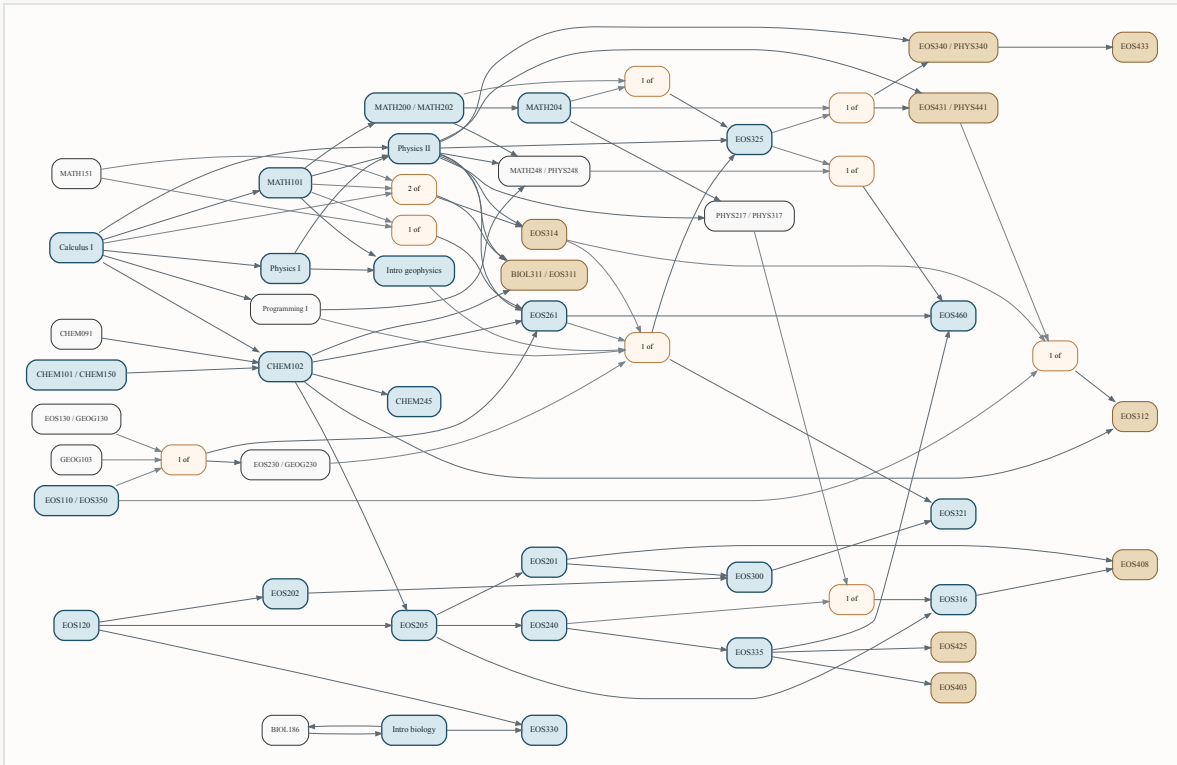 EOS340 / PHYS340
EOS433
1 of
MATH200 / MATH202
MATH204
1 of
EOS431 / PHYS441
EOS325
Physics II
MATH151
MATH248 / PHYS248
1 of
MATH101
2 of
PHYS217 / PHYS317
1 of
EOS314
Calculus I
Physics I
Intro geophysics
BIOL311 / EOS311
Programming I
EOS261
EOS460
CHEM091
1 of
1 of
CHEM101 / CHEM150
CHEM102
CHEM245
EOS130 / GEOG130
EOS312
GEOG103
1 of
EOS230 / GEOG230
EOS110 / EOS350
EOS321
EOS201
EOS408
EOS300
EOS202
1 of
EOS316
EOS120
EOS205
EOS240
EOS335
EOS425
EOS403
BIOL186
Intro biology
EOS330